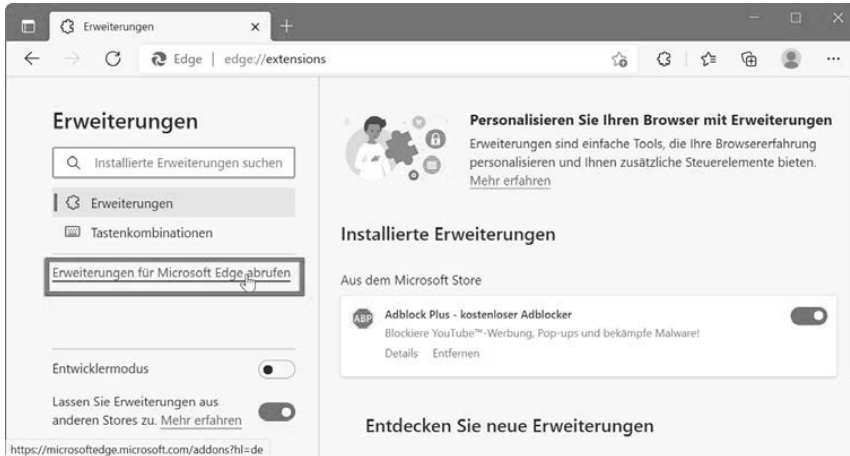 Erweiterungen
Edge | edge://extensions
Erweiterungen
Installierte Erweiterungen suchen
Erweiterungen
Tastenkombinationen
Erweiterungen für Microsoft Edge abrufen
Entwicklermodus
Lassen Sie Erweiterungen aus
anderen Stores zu. Mehr erfahren
https://microsoftedge.microsoft.com/addons?hl=de
Personalisieren Sie Ihren Browser mit Erweiterungen
Erweiterungen sind einfache Tools, die Ihre Browsererfahrung
personalisieren und Ihnen zusätzliche Steuerelemente bieten.
Mehr erfahren
Installierte Erweiterungen
Aus dem Microsoft Store
ABP
Adblock Plus - kostenloser Adblocker
Blockiere YouTube™-Werbung, Pop-ups und bekämpfe Malware!
Details Entfernen
Entdecken Sie neue Erweiterungen